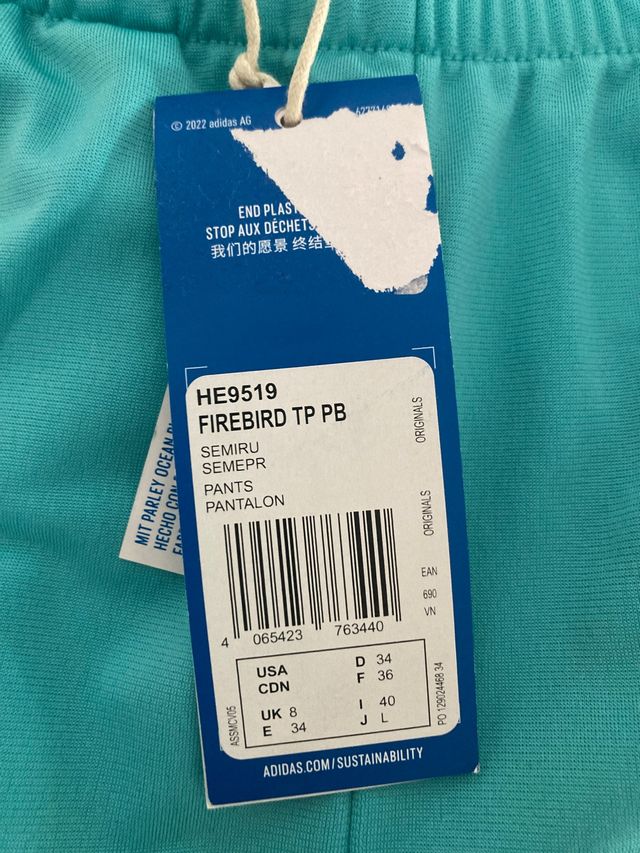 © 2022 adidas AG
END PLAST
STOP AUX DÉCHETS
我们的愿景 终结
HE9519
FIREBIRD TP PB
SEMIRU
SEMEPR
PANTS
PANTALON
ORIGINALS
ORIGINALS
EAN
690
VN
4 065423 763440
USA
CDN
UK 8
E 34
D 34
F 36
I 40
J L
ASSMCV05
PO 129024468 34
ADIDAS.COM/SUSTAINABILITY
MIT PARLEY OCEAN
HECHO CON